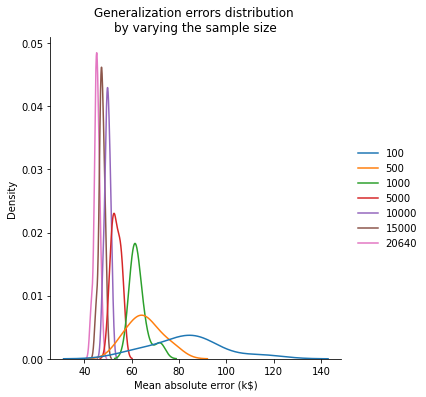 Generalization errors distribution
by varying the sample size
0.05
0.04
0.03
0.02
0.01
0.00
Density
40 60 80 100 120 140
Mean absolute error (k$)
100
500
1000
5000
10000
15000
20640